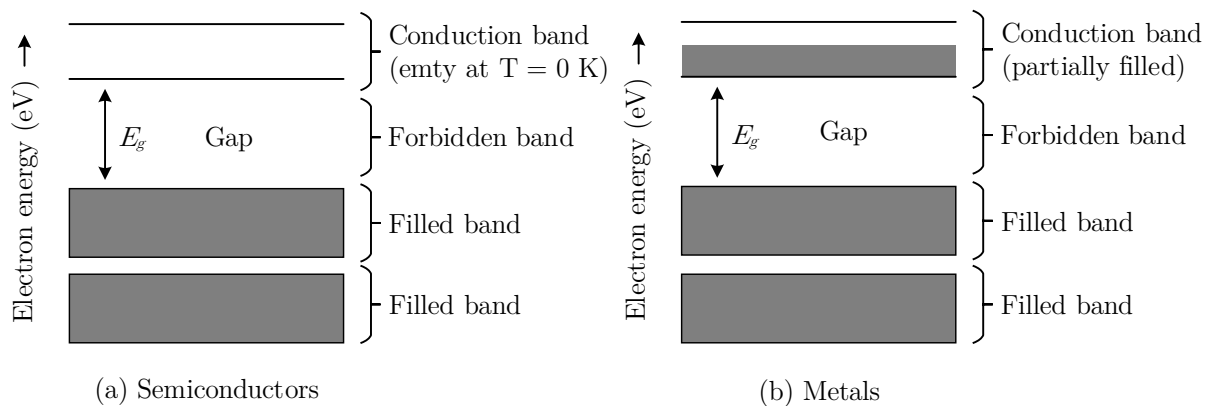 Electron energy (eV) →
Conduction band
(emty at T = 0 K)
E_g
Gap
Forbidden band
Filled band
Filled band
(a) Semiconductors
Electron energy (eV) →
Conduction band
(partially filled)
E_g
Gap
Forbidden band
Filled band
Filled band
(b) Metals